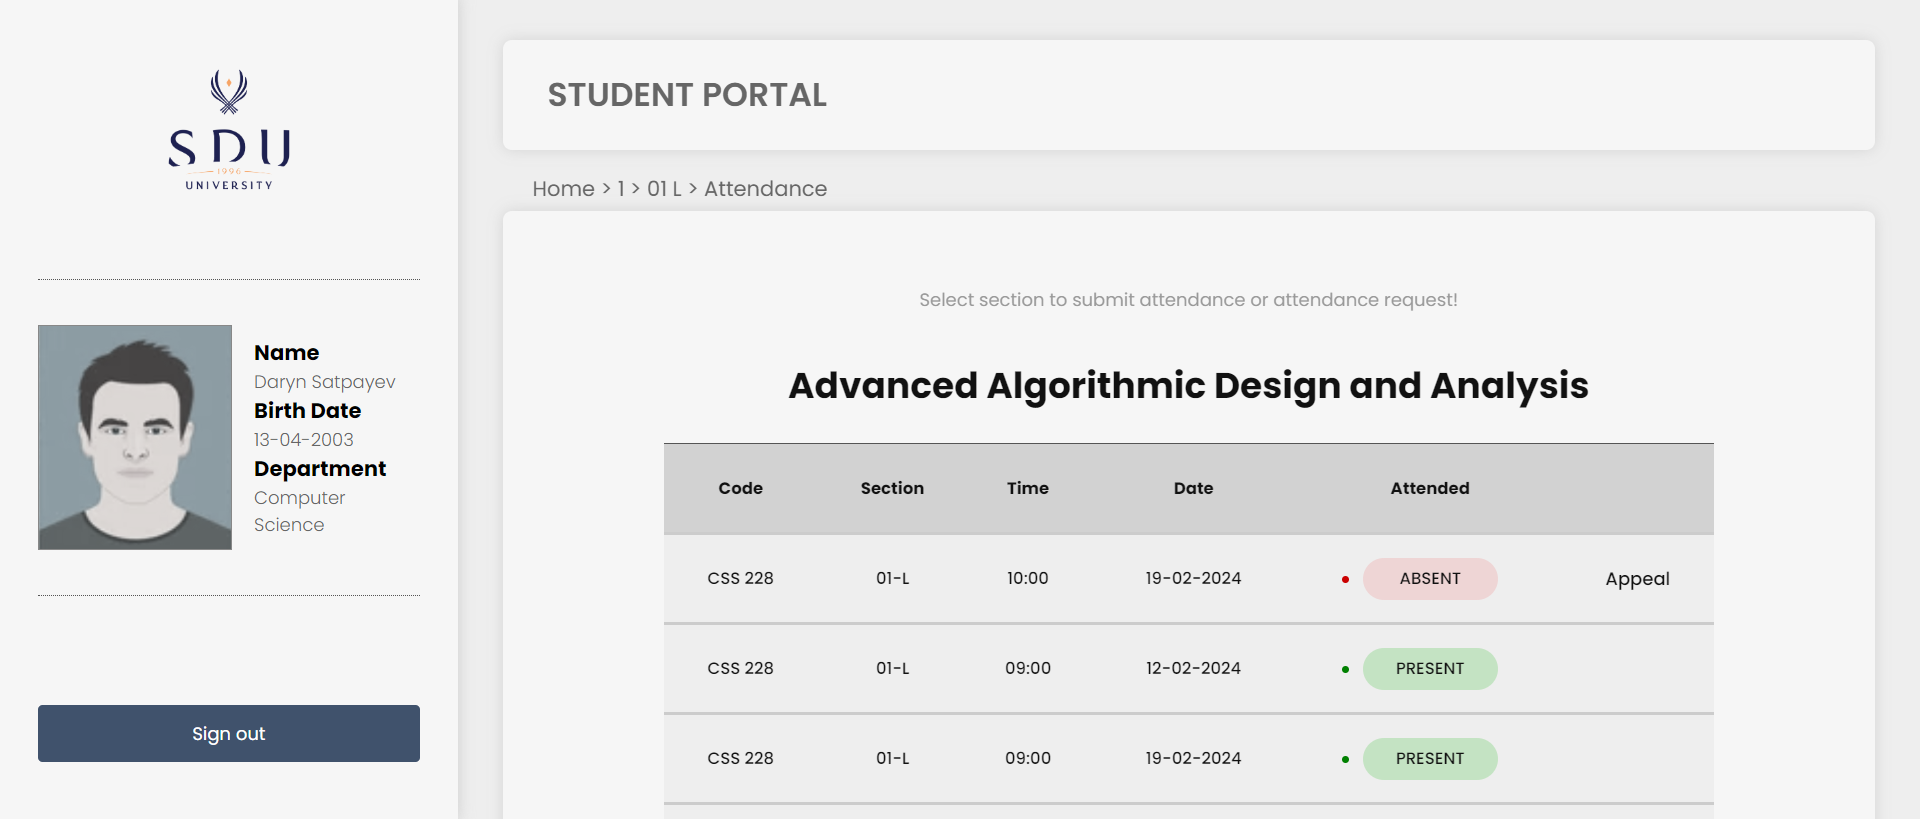 SDU
1996
UNIVERSITY
Name
Daryn Satpayev
Birth Date
13-04-2003
Department
Computer
Science
Sign out
STUDENT PORTAL
Home > 1 > 01 L > Attendance
Select section to submit attendance or attendance request!
Advanced Algorithmic Design and Analysis
Code Section Time Date Attended
CSS 228 01-L 10:00 19-02-2024 ABSENT Appeal
CSS 228 01-L 09:00 12-02-2024 PRESENT
CSS 228 01-L 09:00 19-02-2024 PRESENT